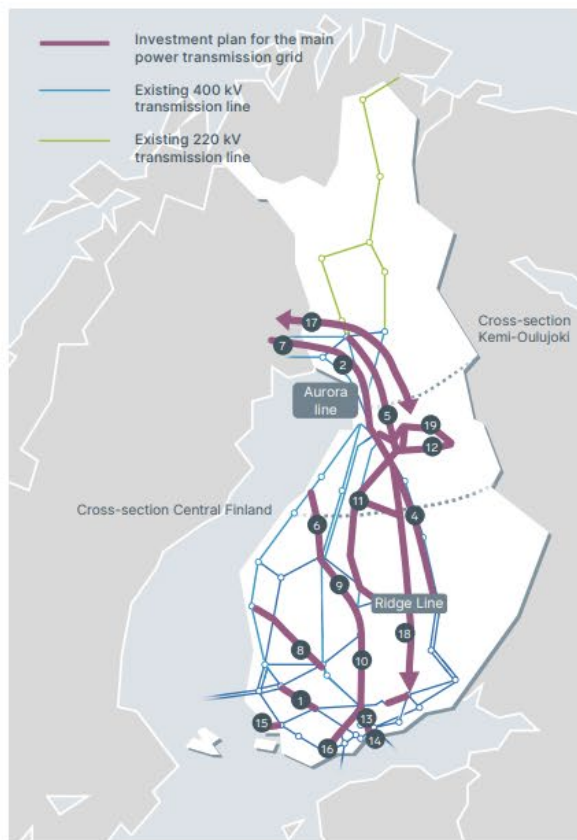 Investment plan for the main
power transmission grid
Existing 400 kV
transmission line
Existing 220 kV
transmission line
17
Cross-section
Kemi-Oulujoki
7
2
Aurora
line
5
19
12
11
Cross-section Central Finland
4
6
9
Ridge Line
18
8
10
1
15
13
14
16